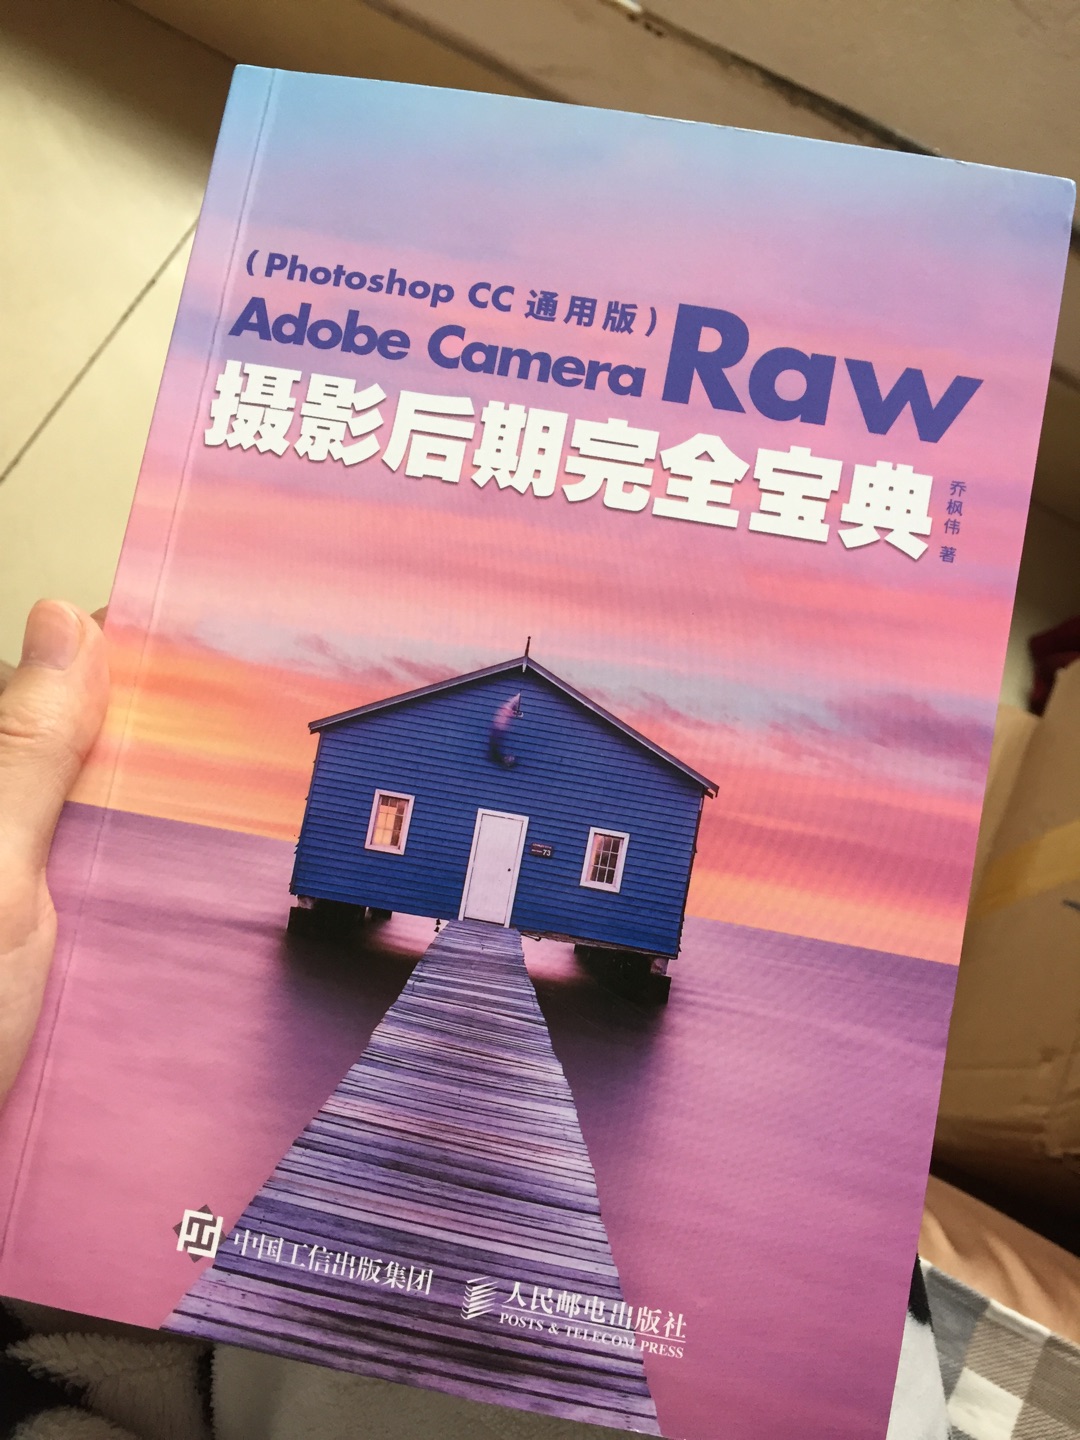 (Photoshop CC 通用版)
Adobe Camera Raw
摄影后期完全宝典
乔枫伟 著
73
中国工信出版集团
人民邮电出版社
POSTS & TELECOM PRESS